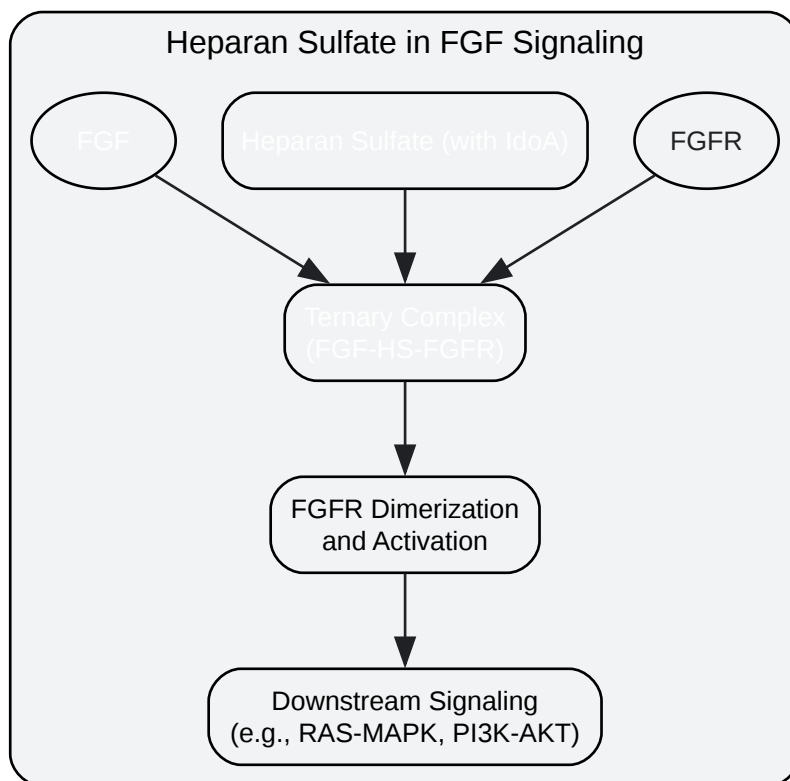 Heparan Sulfate in FGF Signaling
FGF
Heparan Sulfate (with IdoA)
FGFR
Ternary Complex
(FGF-HS-FGFR)
FGFR Dimerization
and Activation
Downstream Signaling
(e.g., RAS-MAPK, PI3K-AKT)